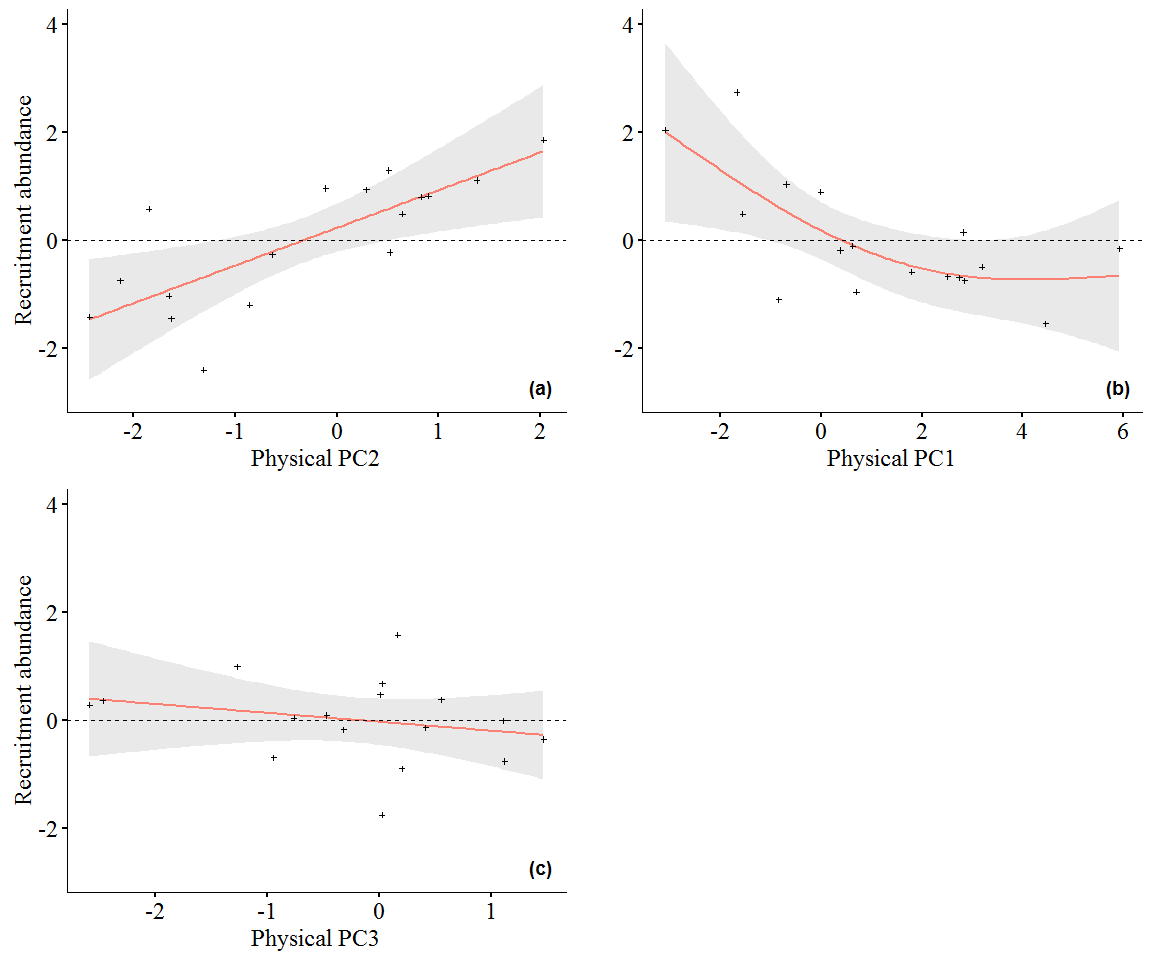 4
2
0
-2
Recruitment abundance
(a)
-2 -1 0 1 2
Physical PC2
4
2
0
-2
(b)
-2 0 2 4 6
Physical PC1
4
2
0
-2
Recruitment abundance
(c)
-2 -1 0 1
Physical PC3